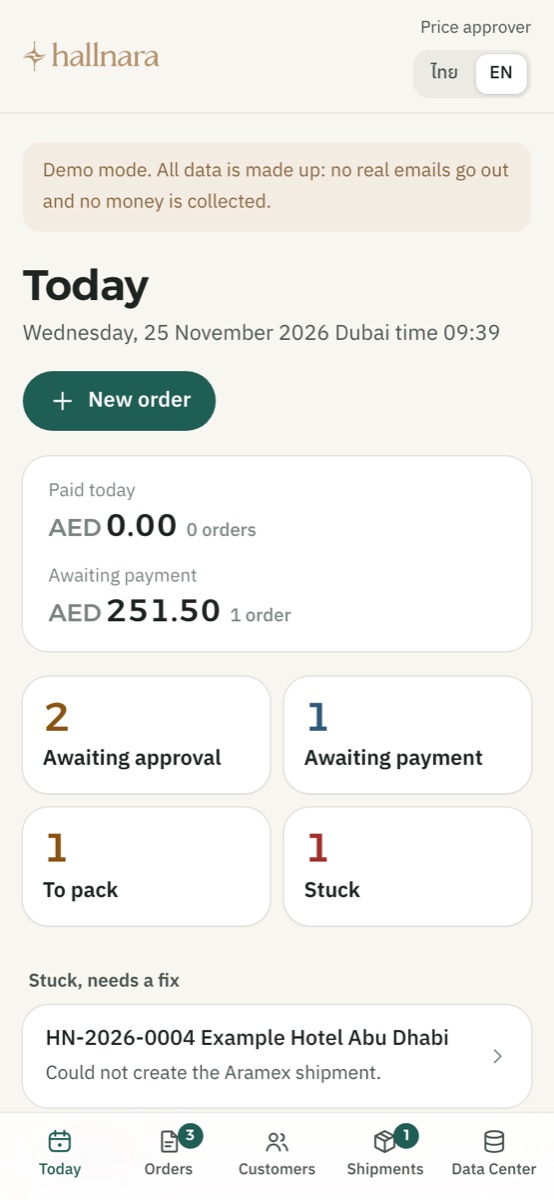 hallnara
Price approver
ไทย EN
Demo mode. All data is made up: no real emails go out
and no money is collected.
Today
Wednesday, 25 November 2026 Dubai time 09:39
New order
Paid today
AED 0.00 0 orders
Awaiting payment
AED 251.50 1 order
2
Awaiting approval
1
Awaiting payment
1
To pack
1
Stuck
Stuck, needs a fix
HN-2026-0004 Example Hotel Abu Dhabi
Could not create the Aramex shipment.
3 1
Today Orders Customers Shipments Data Center